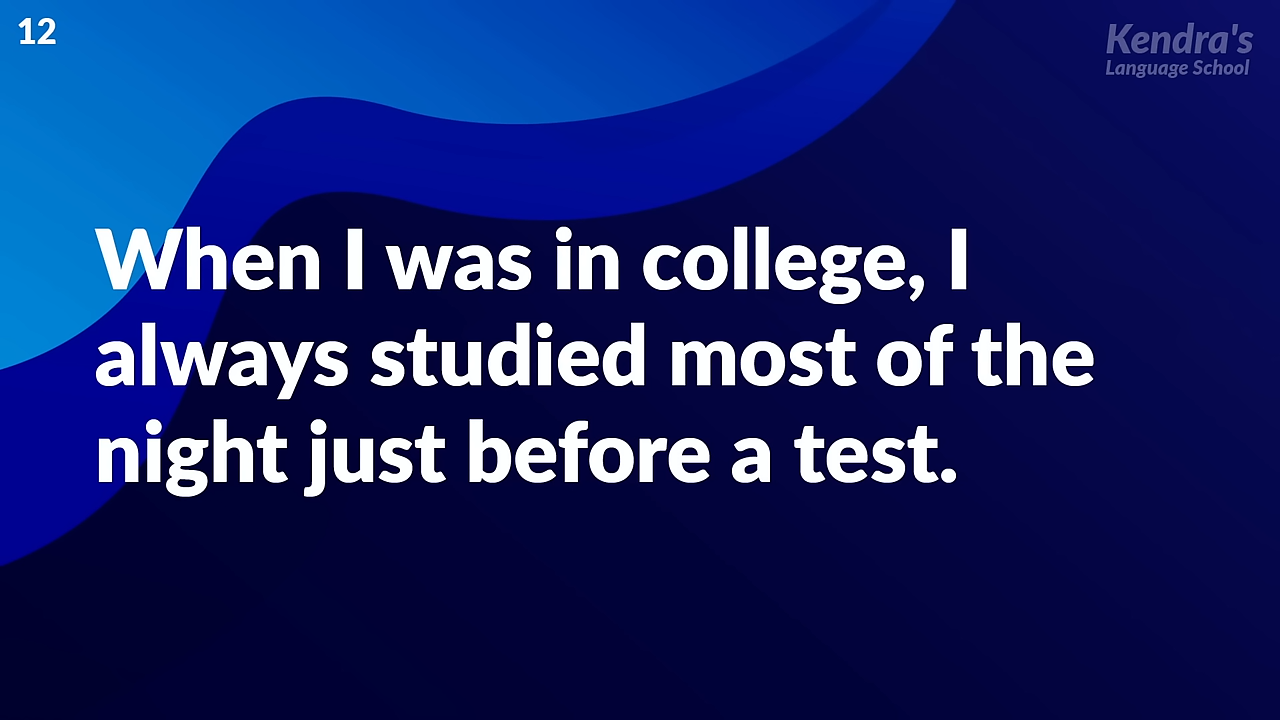 12
Kendra's
Language School
When I was in college, I
always studied most of the
night just before a test.